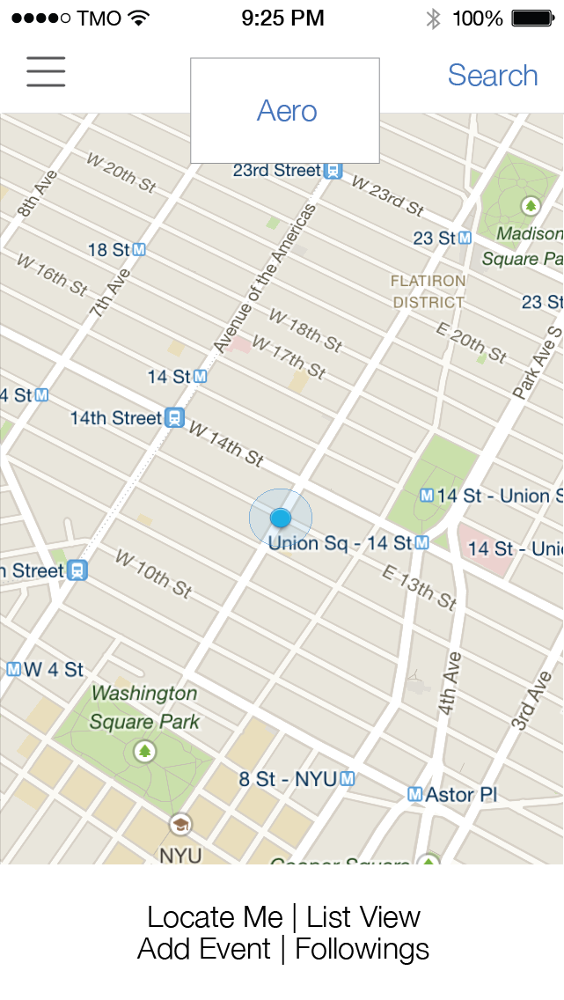 TMO 9:25 PM 100%
Aero
Search
23rd Street
W 20th St
8th Ave
W 23rd St
23 St M
Madison
Square Pa
18 St M
FLATIRON
DISTRICT
W 16th St
7th Ave
Avenue of the Americas
23 St
W 18th St
E 20th St
W 17th St
Park Ave S
14 St M
4 St M
14th Street
W 14th St
M 14 St - Union S
Union Sq - 14 St M
14 St - Unio
h Street
W 10th St
E 13th St
M W 4 St
Washington
Square Park
4th Ave
3rd Ave
8 St - NYU M
M Astor Pl
NYU
Cooper Square
Locate Me | List View
Add Event | Followings